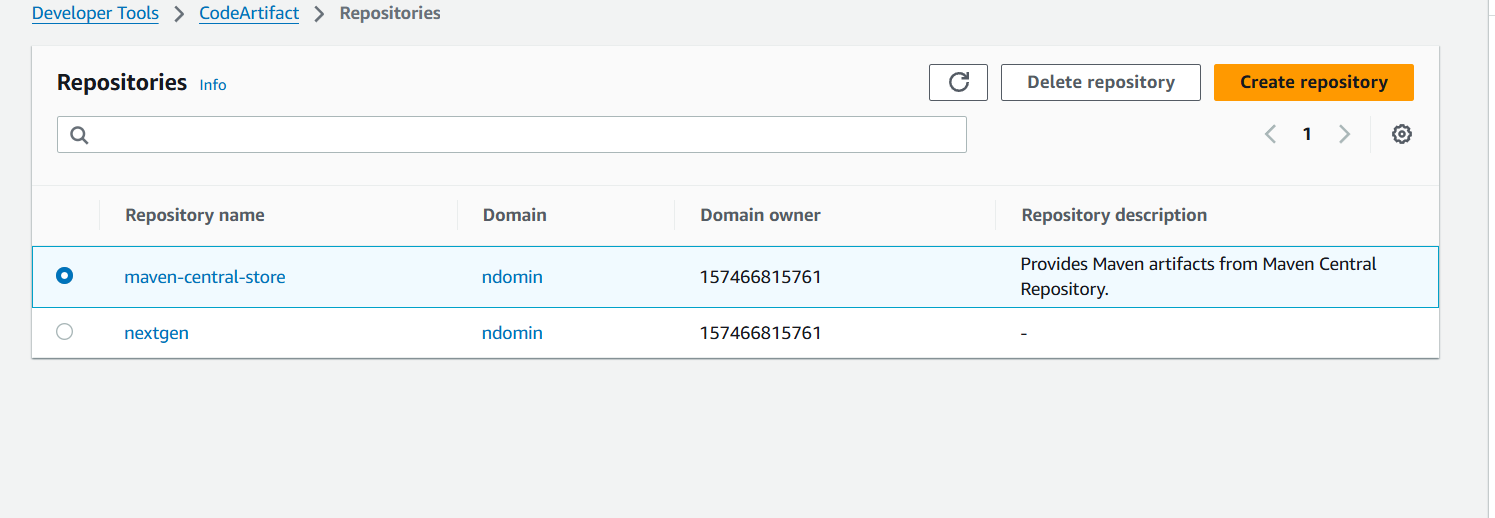 Developer Tools > CodeArtifact > Repositories
Repositories Info
Delete repository
Create repository
1
Repository name Domain Domain owner Repository description
maven-central-store ndomin 157466815761 Provides Maven artifacts from Maven Central
Repository.
nextgen ndomin 157466815761 -